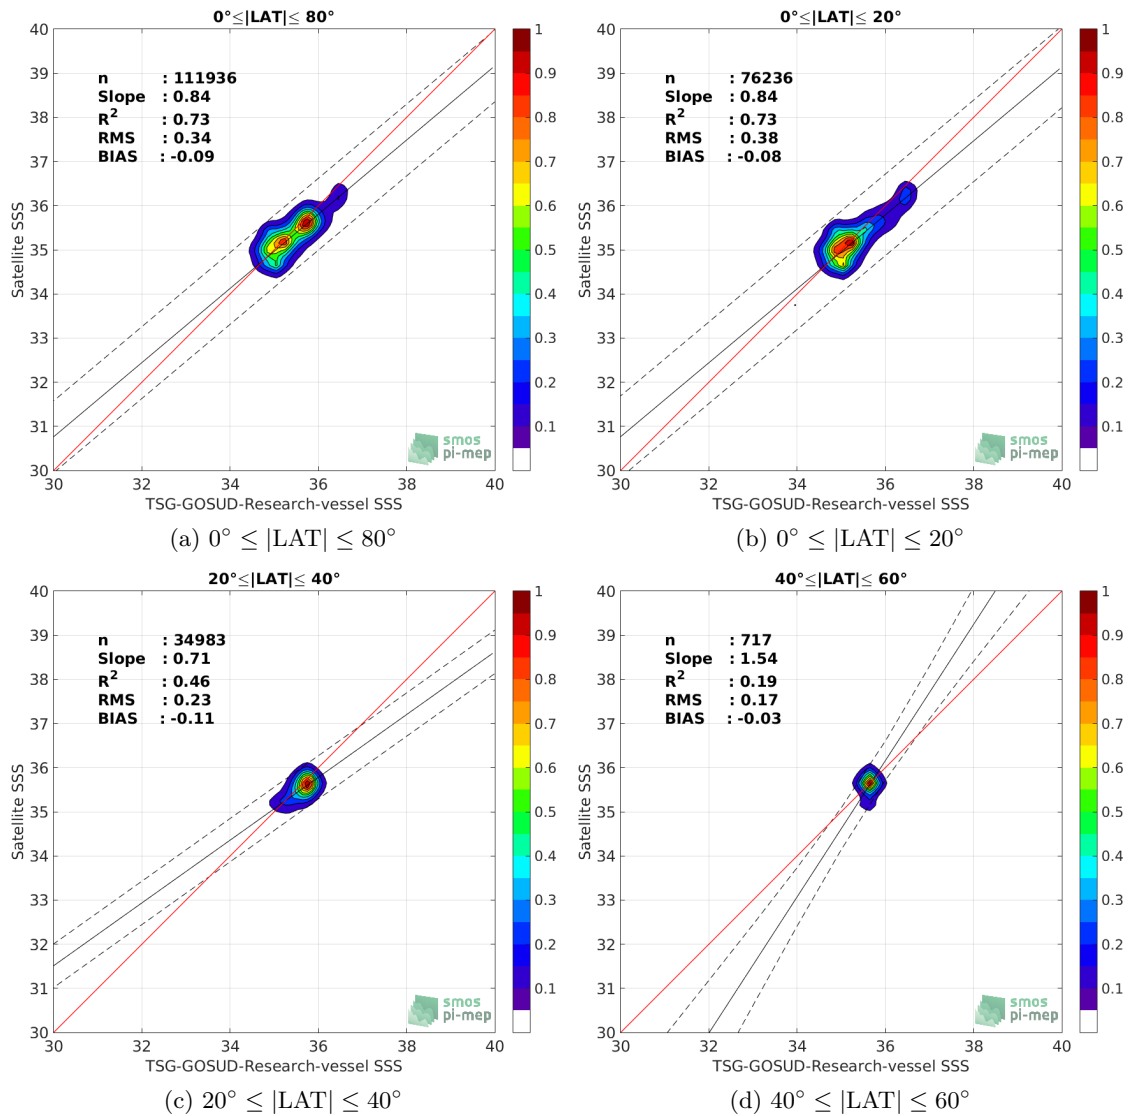 0°≤|LAT|≤ 80°
n : 111936
Slope : 0.84
R² : 0.73
RMS : 0.34
BIAS : -0.09
40
39
38
37
36
35
34
33
32
31
30
30 32 34 36 38 40
Satellite SSS
TSG-GOSUD-Research-vessel SSS
1
0.9
0.8
0.7
0.6
0.5
0.4
0.3
0.2
0.1
smos
pi-mep
(a) 0° ≤ |LAT| ≤ 80°
0°≤|LAT|≤ 20°
n : 76236
Slope : 0.84
R² : 0.73
RMS : 0.38
BIAS : -0.08
40
39
38
37
36
35
34
33
32
31
30
30 32 34 36 38 40
Satellite SSS
TSG-GOSUD-Research-vessel SSS
1
0.9
0.8
0.7
0.6
0.5
0.4
0.3
0.2
0.1
smos
pi-mep
(b) 0° ≤ |LAT| ≤ 20°
20°≤|LAT|≤ 40°
n : 34983
Slope : 0.71
R² : 0.46
RMS : 0.23
BIAS : -0.11
40
39
38
37
36
35
34
33
32
31
30
30 32 34 36 38 40
Satellite SSS
TSG-GOSUD-Research-vessel SSS
1
0.9
0.8
0.7
0.6
0.5
0.4
0.3
0.2
0.1
smos
pi-mep
(c) 20° ≤ |LAT| ≤ 40°
40°≤|LAT|≤ 60°
n : 717
Slope : 1.54
R² : 0.19
RMS : 0.17
BIAS : -0.03
40
39
38
37
36
35
34
33
32
31
30
30 32 34 36 38 40
Satellite SSS
TSG-GOSUD-Research-vessel SSS
1
0.9
0.8
0.7
0.6
0.5
0.4
0.3
0.2
0.1
smos
pi-mep
(d) 40° ≤ |LAT| ≤ 60°